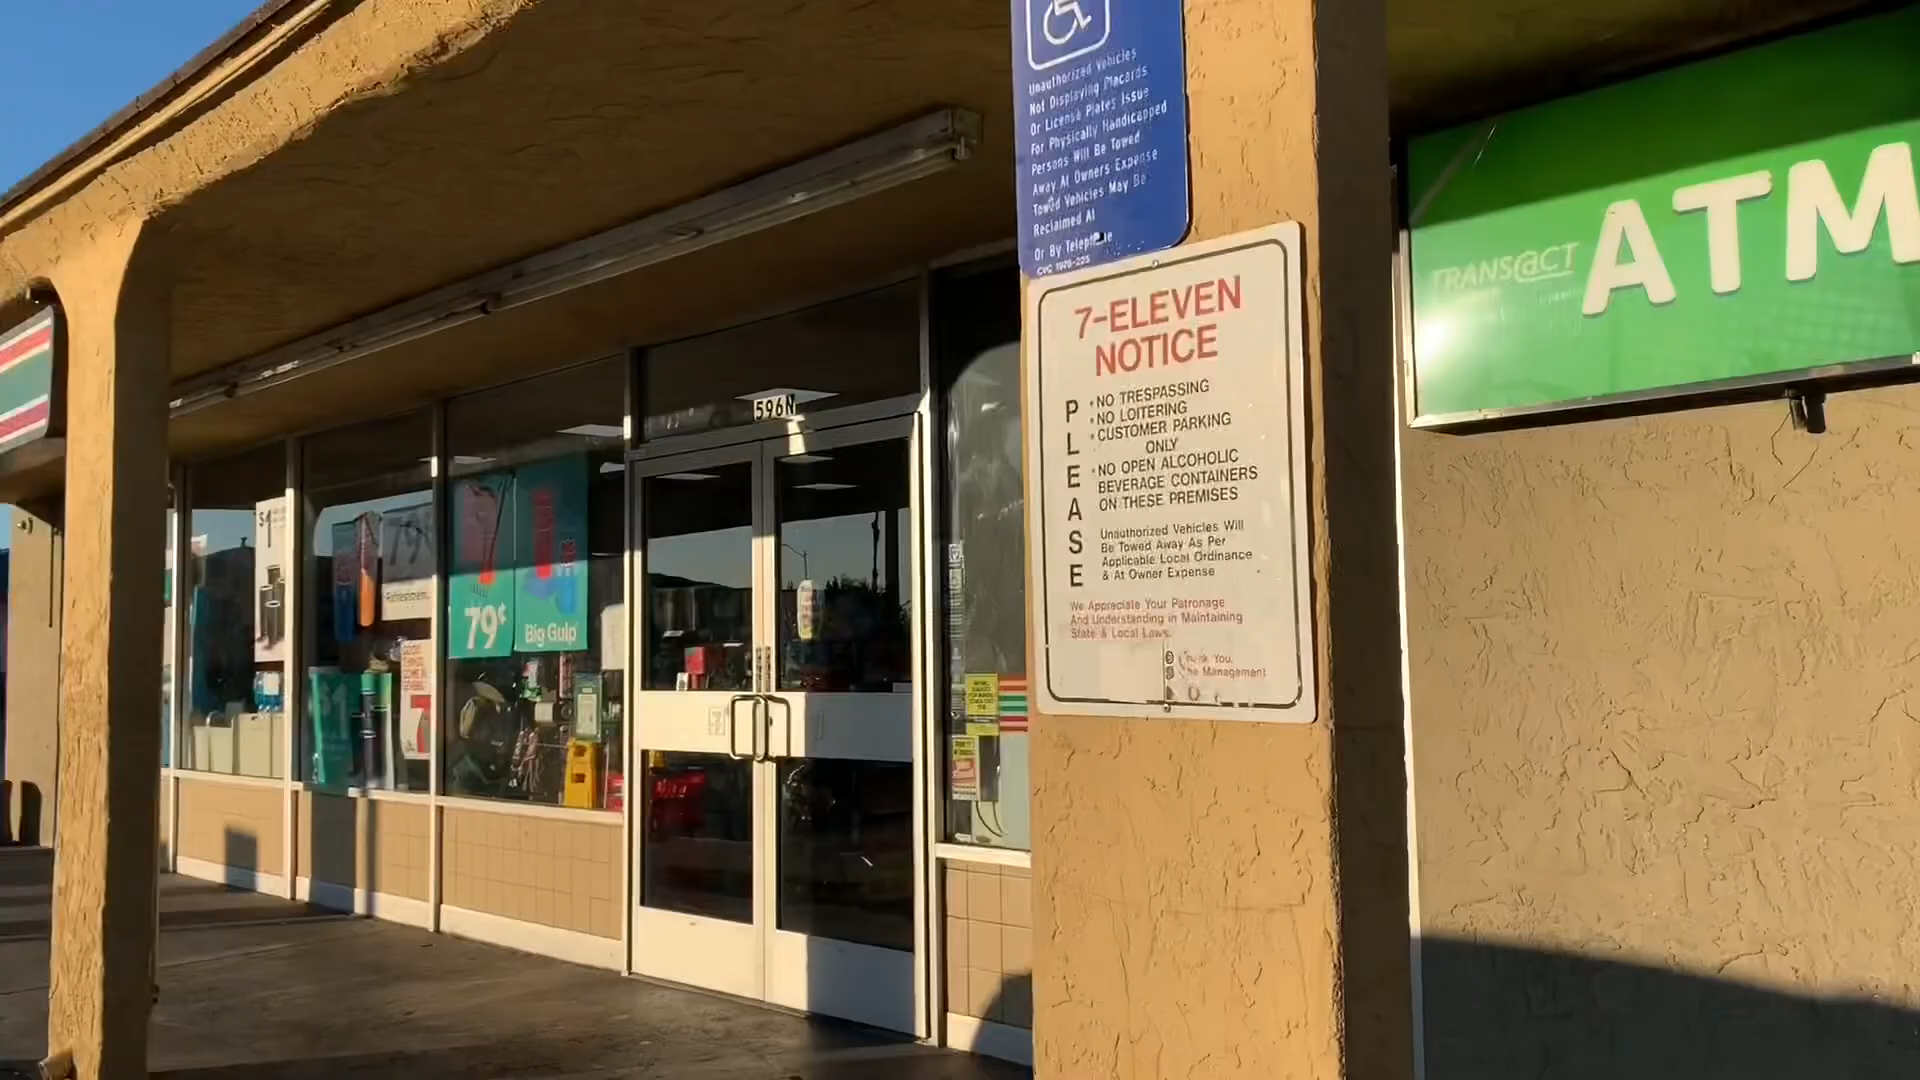 Unauthorized Vehicles
Not Displaying Placards
Or License Plates Issue
For Physically Handicapped
Persons Will Be Towed
Away At Owners Expense
Towed Vehicles May Be
Reclaimed At
Or By Telephone
7-ELEVEN
NOTICE
PLEASE
•NO TRESPASSING
•NO LOITERING
•CUSTOMER PARKING
ONLY
•NO OPEN ALCOHOLIC
BEVERAGE CONTAINERS
ON THESE PREMISES
Unauthorized Vehicles Will
Be Towed Away As Per
Applicable Local Ordinance
& At Owner Expense
We Appreciate Your Patronage
And Understanding in Maintaining
State & Local Laws.
You,
Management
TRANS@CT
ATM
596N
$1
79¢
Refreshment
79¢
Big Gulp
$1
7